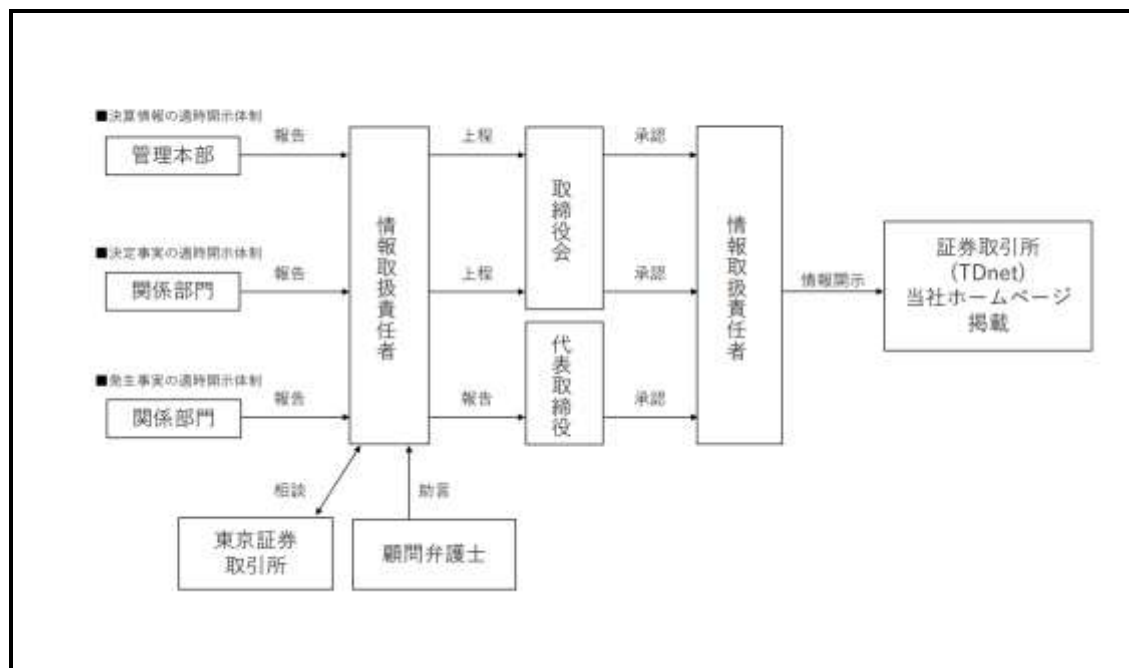 ■決算情報の適時開示体制
管理本部
報告
上程
承認
■決定事実の適時開示体制
関係部門
報告
上程
承認
■発生事実の適時開示体制
関係部門
報告
報告
承認
情報取扱責任者
取締役会
代表取締役
情報取扱責任者
情報開示
証券取引所
(TDnet)
当社ホームページ
掲載
相談
助言
東京証券
取引所
顧問弁護士